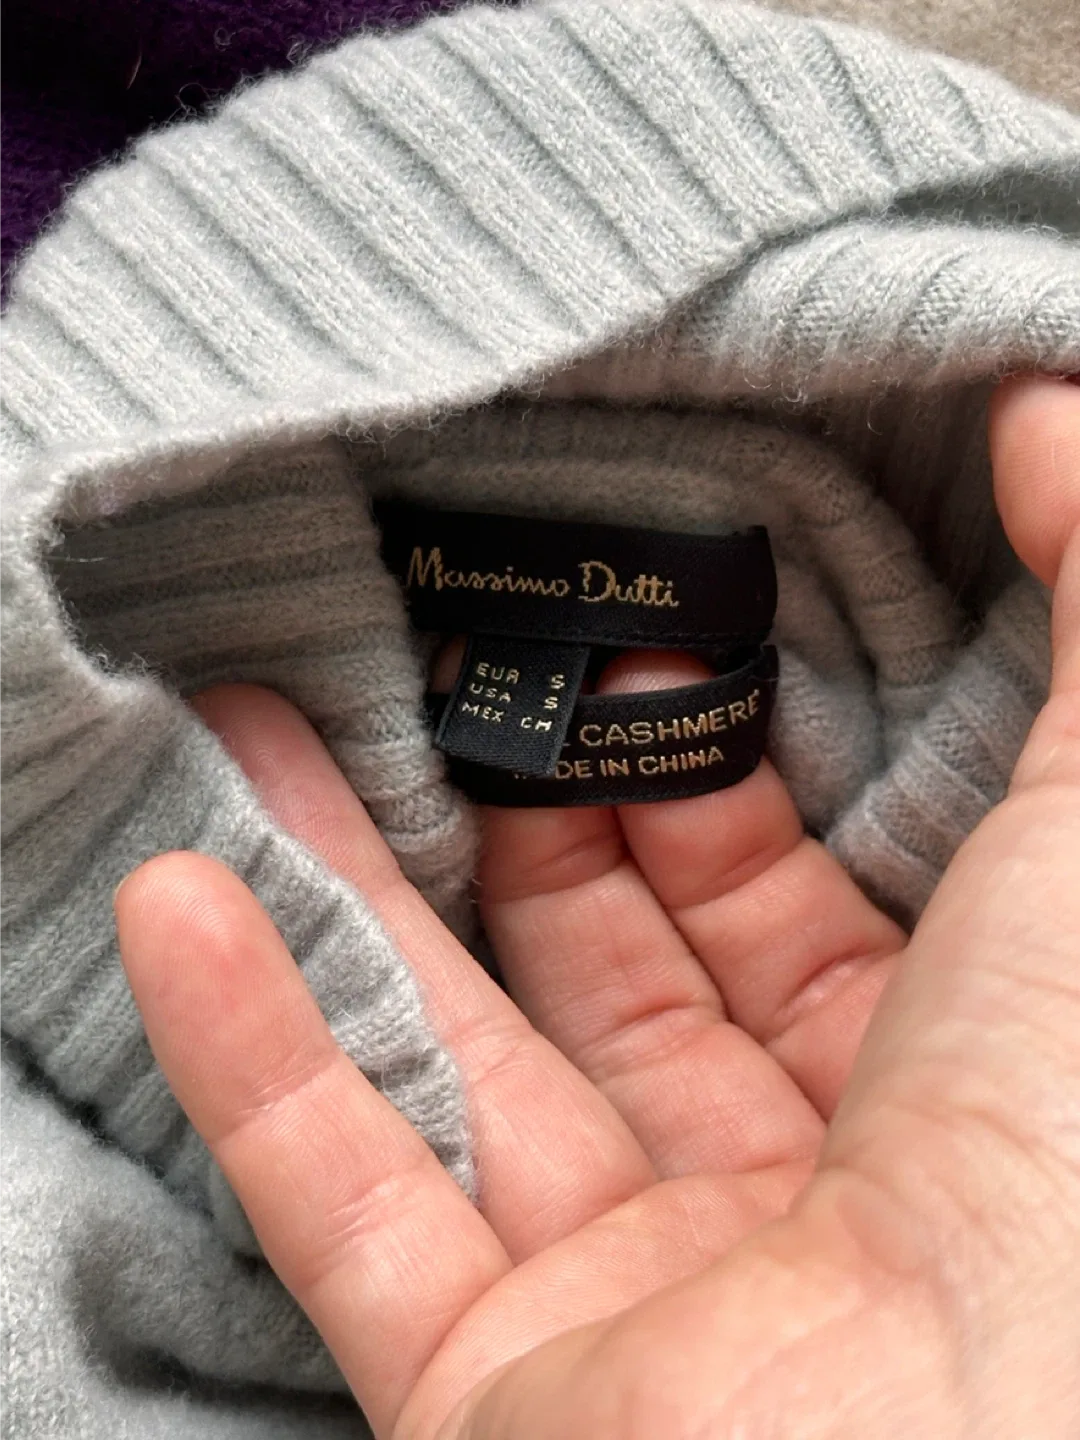 Massimo Dutti
EUR S
USA S
MEX CH
CASHMERE
DE IN CHINA